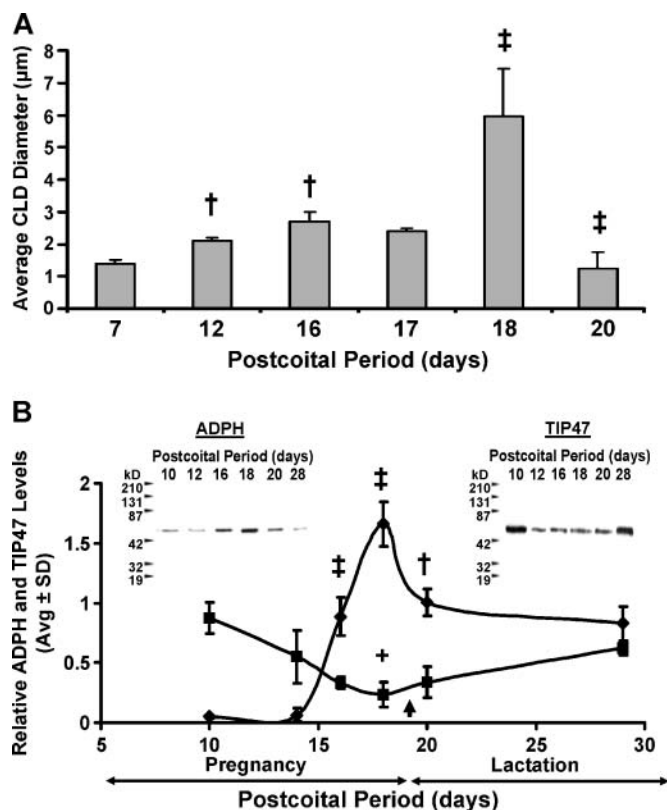 A
Average CLD Diameter (µm)
8
7
6
5
4
3
2
1
0
†
†
‡
‡
7 12 16 17 18 20
Postcoital Period (days)
B
Relative ADPH and TIP47 Levels
(Avg ± SD)
2
1.5
1
0.5
0
ADPH
Postcoital Period (days)
kD 10 12 16 18 20 28
210
131
87
42
32
19
TIP47
Postcoital Period (days)
kD 10 12 16 18 20 28
210
131
87
42
32
19
‡
‡
†
+
5 10 15 20 25 30
Pregnancy Lactation
Postcoital Period (days)